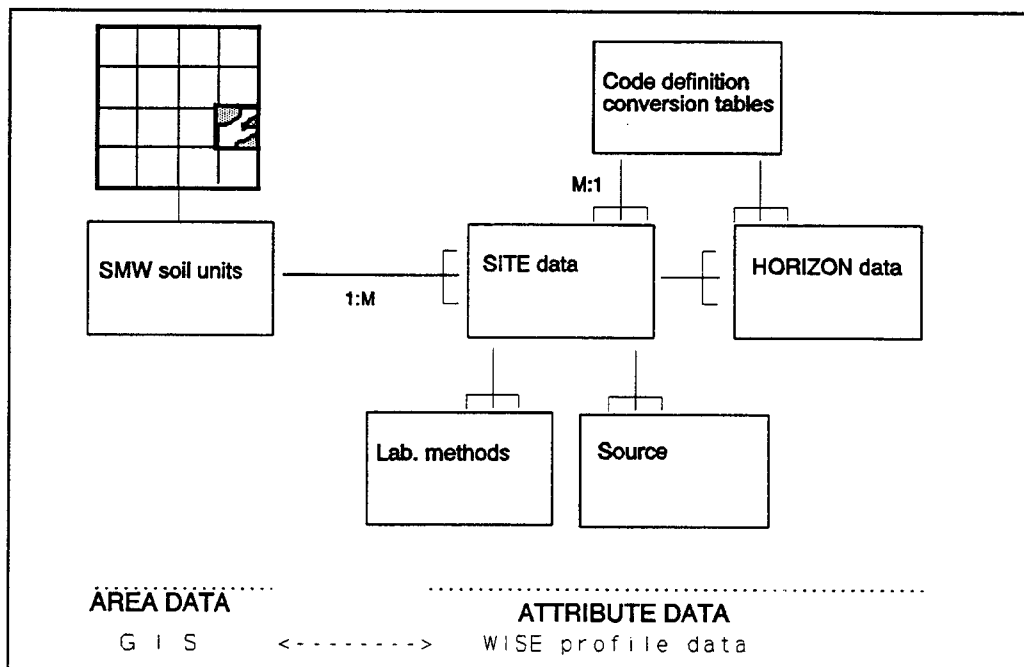 Code definition
conversion tables
M:1
SMW soil units
1:M
SITE data
HORIZON data
Lab. methods
Source
AREA DATA
ATTRIBUTE DATA
G I S <--------> WISE profile data